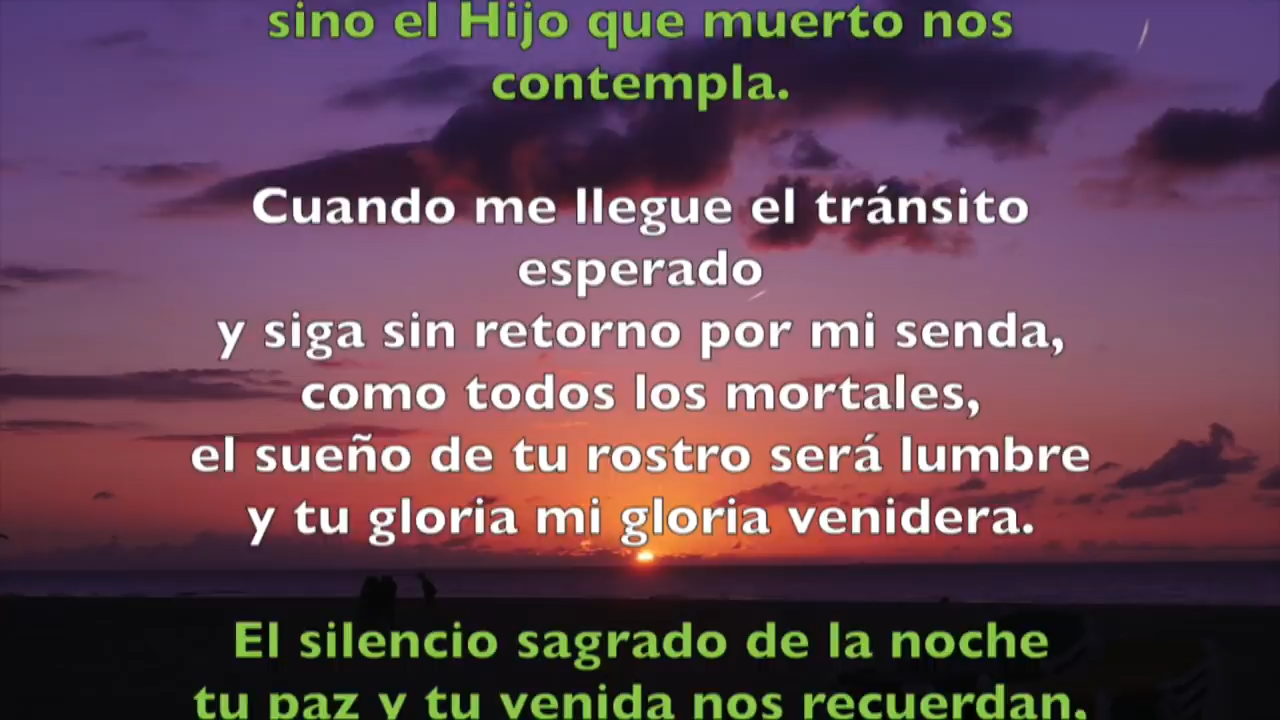 sino el Hijo que muerto nos
contempla.
Cuando me llegue el tránsito
esperado
y siga sin retorno por mi senda,
como todos los mortales,
el sueño de tu rostro será lumbre
y tu gloria mi gloria venidera.
El silencio sagrado de la noche
tu paz y tu venida nos recuerdan,